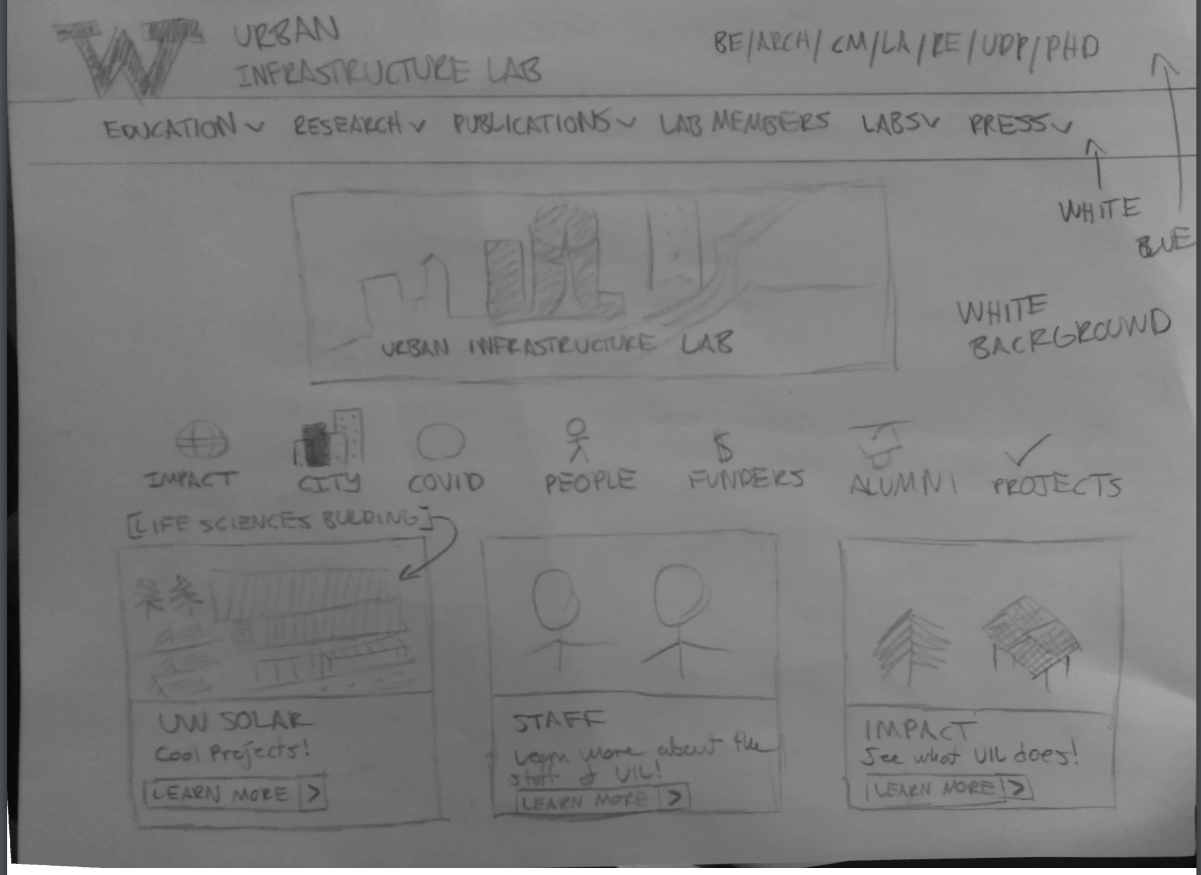 W
URBAN
INFRASTRUCTURE LAB
BE/ARCH/CM/LA/RE/UDP/PHD
EDUCATION RESEARCH PUBLICATIONS LAB MEMBERS LABS PRESS
WHITE
BLUE
WHITE
BACKGROUND
URBAN INFRASTRUCTURE LAB
$
IMPACT CITY COVID PEOPLE FUNDERS ALUMNI PROJECTS
[LIFE SCIENCES BULDING]
UW SOLAR
Cool Projects!
LEARN MORE >
STAFF
Learn more about the
staff of UIL!
LEARN MORE >
IMPACT
See what UIL does!
LEARN MORE >